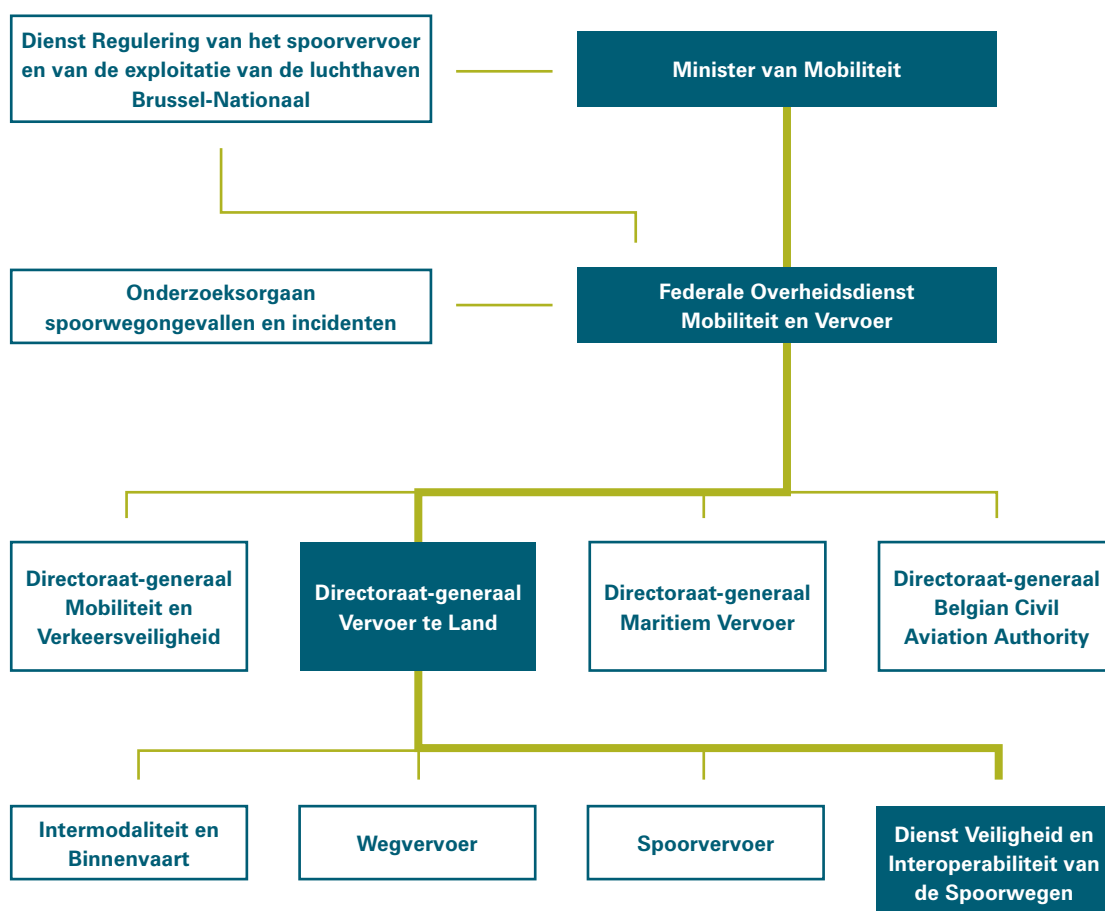 Dienst Regulering van het spoorvervoer
en van de exploitatie van de luchthaven
Brussel-Nationaal
Minister van Mobiliteit
Onderzoeksorgaan
spoorwegongevallen en incidenten
Federale Overheidsdienst
Mobiliteit en Vervoer
Directoraat-generaal
Mobiliteit en
Verkeersveiligheid
Directoraat-generaal
Vervoer te Land
Directoraat-generaal
Maritiem Vervoer
Directoraat-generaal
Belgian Civil
Aviation Authority
Intermodaliteit en
Binnenvaart
Wegvervoer
Spoorvervoer
Dienst Veiligheid en
Interoperabiliteit van
de Spoorwegen